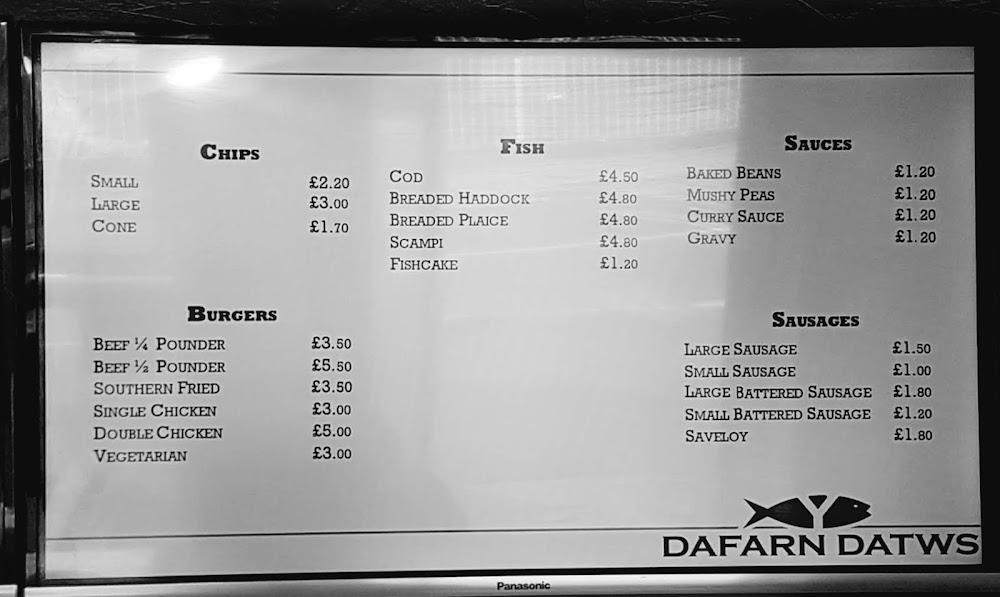 CHIPS
SMALL £2.20
LARGE £3.00
CONE £1.70
FISH
COD £4.50
BREADED HADDOCK £4.80
BREADED PLAICE £4.80
SCAMPI £4.80
FISHCAKE £1.20
SAUCES
BAKED BEANS £1.20
MUSHY PEAS £1.20
CURRY SAUCE £1.20
GRAVY £1.20
BURGERS
BEEF ¼ POUNDER £3.50
BEEF ½ POUNDER £5.50
SOUTHERN FRIED £3.50
SINGLE CHICKEN £3.00
DOUBLE CHICKEN £5.00
VEGETARIAN £3.00
SAUSAGES
LARGE SAUSAGE £1.50
SMALL SAUSAGE £1.00
LARGE BATTERED SAUSAGE £1.80
SMALL BATTERED SAUSAGE £1.20
SAVELOY £1.80
Y
DAFARN DATWS
Panasonic